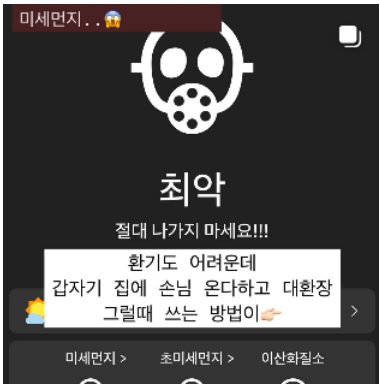 미세먼지..😱
최악
절대 나가지 마세요!!!
환기도 어려운데
갑자기 집에 손님 온다하고 대환장
그럴때 쓰는 방법이👉🏻
미세먼지 > 초미세먼지 > 이산화질소